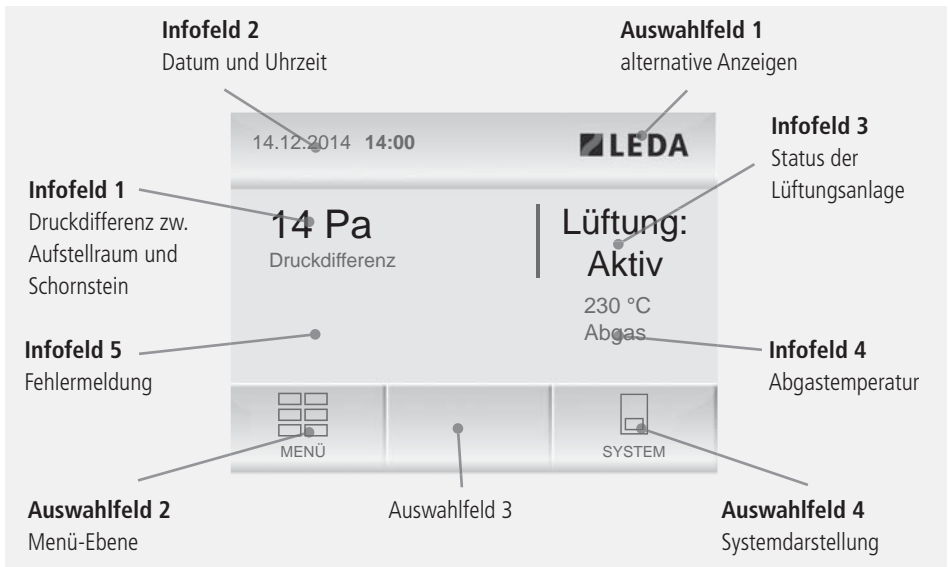 Infofeld 2
Datum und Uhrzeit
Auswahlfeld 1
alternative Anzeigen
Infofeld 3
Status der
Lüftungsanlage
14.12.2014 14:00
LEDA
Infofeld 1
Druckdifferenz zw.
Aufstellraum und
Schornstein
14 Pa
Druckdifferenz
Lüftung:
Aktiv
230 °C
Abgas
Infofeld 5
Fehlermeldung
Infofeld 4
Abgastemperatur
MENÜ
SYSTEM
Auswahlfeld 2
Menü-Ebene
Auswahlfeld 3
Auswahlfeld 4
Systemdarstellung